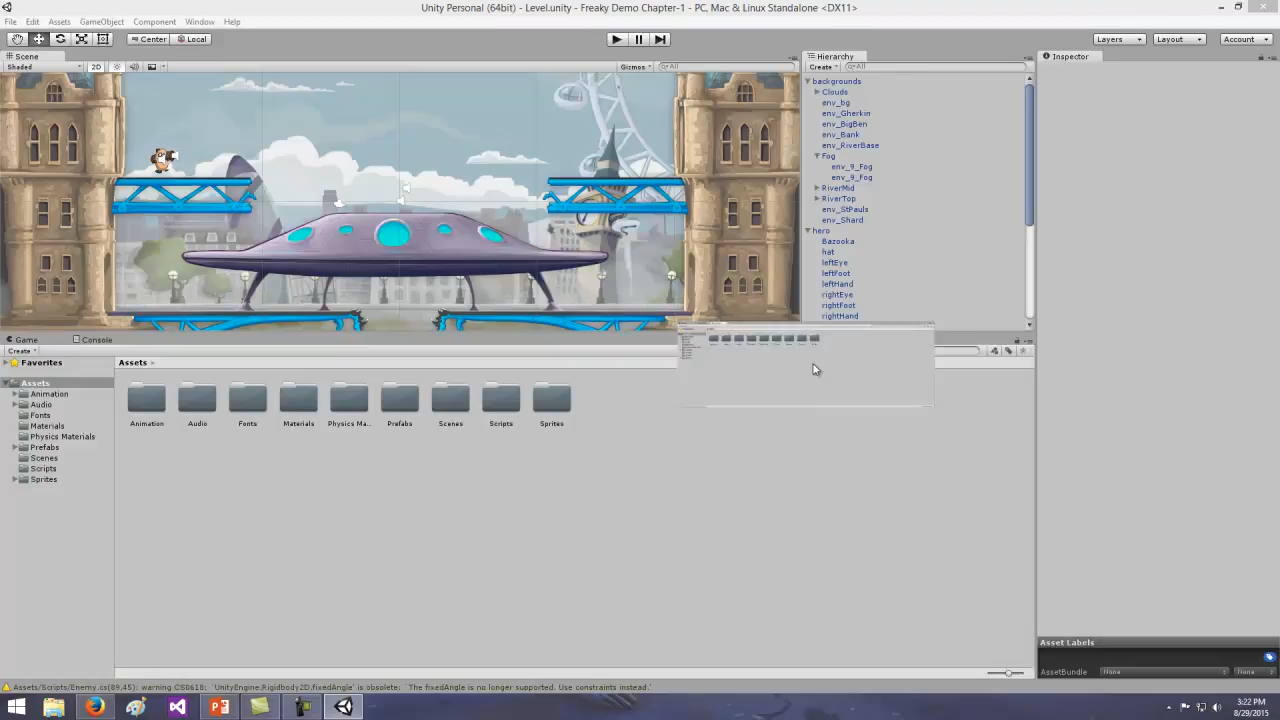 Unity Personal (64bit) - Level.unity - Freaky Demo Chapter-1 - PC, Mac & Linux Standalone <DX11>
File Edit Assets GameObject Component Window Help
Center Local Layers Layout Account
Scene
Shaded 2D Gizmos All
Hierarchy
Create All
Inspector
backgrounds
Clouds
env_bg
env_Gherkin
env_BigBen
env_Bank
env_RiverBase
Fog
env_9_Fog
env_9_Fog
RiverMid
RiverTop
env_StPauls
env_Shard
hero
Bazooka
hat
leftEye
leftFoot
leftHand
rightEye
rightFoot
rightHand
Game Console
Create
Favorites
Assets
Animation
Audio
Fonts
Materials
Physics Materials
Prefabs
Scenes
Scripts
Sprites
Assets
Animation Audio Fonts Materials Physics Ma... Prefabs Scenes Scripts Sprites
Asset Labels
AssetBundle None None
Assets/Scripts/Enemy.cs(89,45): warning CS0618: 'UnityEngine.Rigidbody2D.fixedAngle' is obsolete: 'The fixedAngle is no longer supported. Use constraints instead.'
3:22 PM
8/29/2015